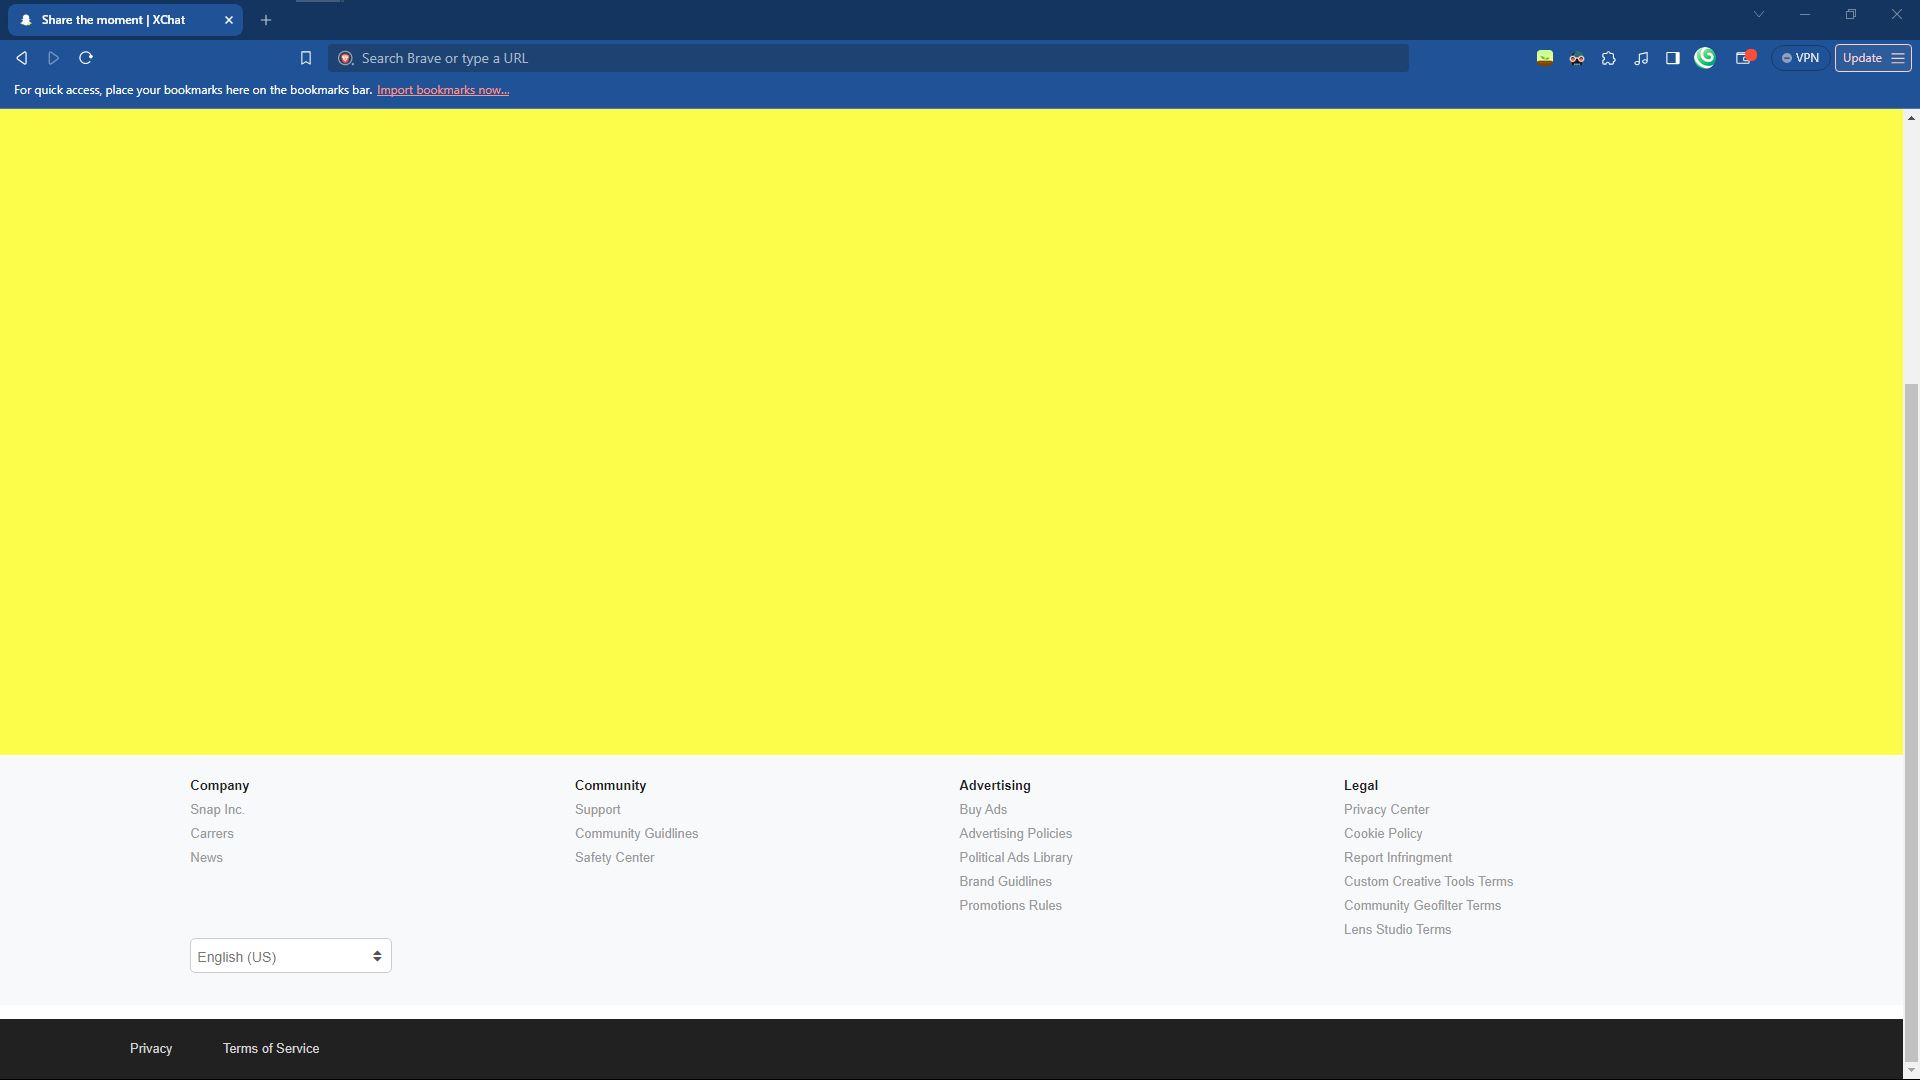 Share the moment | XChat
Search Brave or type a URL
VPN
Update
For quick access, place your bookmarks here on the bookmarks bar. Import bookmarks now...
Company
Snap Inc.
Carrers
News
Community
Support
Community Guidlines
Safety Center
Advertising
Buy Ads
Advertising Policies
Political Ads Library
Brand Guidlines
Promotions Rules
Legal
Privacy Center
Cookie Policy
Report Infringment
Custom Creative Tools Terms
Community Geofilter Terms
Lens Studio Terms
English (US)
Privacy
Terms of Service